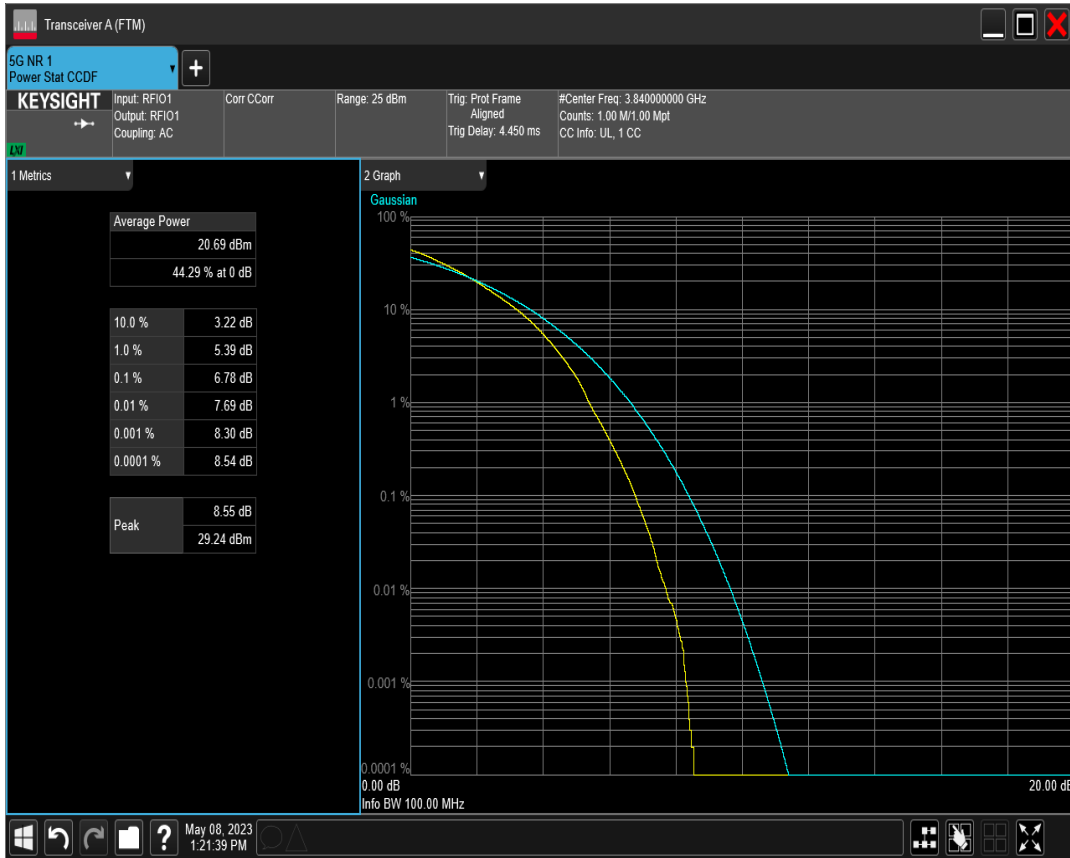 Transceiver A (FTM)
5G NR 1
Power Stat CCDF
+
KEYSIGHT
LXI
Input: RFIO1
Output: RFIO1
Coupling: AC
Corr CCorr
Range: 25 dBm
Trig: Prot Frame
Aligned
Trig Delay: 4.450 ms
#Center Freq: 3.840000000 GHz
Counts: 1.00 M/1.00 Mpt
CC Info: UL, 1 CC
1 Metrics
Average Power
20.69 dBm
44.29 % at 0 dB
10.0 % 3.22 dB
1.0 % 5.39 dB
0.1 % 6.78 dB
0.01 % 7.69 dB
0.001 % 8.30 dB
0.0001 % 8.54 dB
Peak 8.55 dB
29.24 dBm
2 Graph
Gaussian
100 %
10 %
1 %
0.1 %
0.01 %
0.001 %
0.0001 %
0.00 dB 20.00 dB
Info BW 100.00 MHz
? May 08, 2023
1:21:39 PM